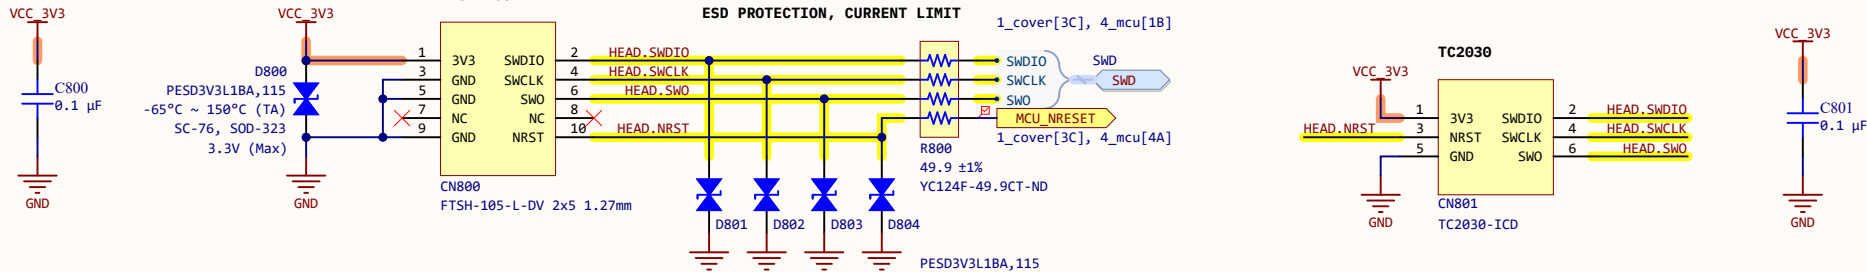 VCC_3V3
C800
0.1 µF
GND
VCC_3V3
D800
PESD3V3L1BA,115
-65°C ~ 150°C (TA)
SC-76, SOD-323
3.3V (Max)
GND
1 3V3 SWDIO 2 HEAD.SWDIO
3 GND SWCLK 4 HEAD.SWCLK
5 GND SWO 6 HEAD.SWO
7 NC NC 8
9 GND NRST 10 HEAD.NRST
CN800
FTSH-105-L-DV 2x5 1.27mm
ESD PROTECTION, CURRENT LIMIT
D801
D802
D803
D804
PESD3V3L1BA,115
R800
49.9 ±1%
YC124F-49.9CT-ND
1_cover[3C], 4_mcu[1B]
SWDIO
SWCLK
SWO
SWD
SWD
MCU_NRESET
1_cover[3C], 4_mcu[4A]
TC2030
VCC_3V3
1 3V3 SWDIO 2 HEAD.SWDIO
HEAD.NRST 3 NRST SWCLK 4 HEAD.SWCLK
5 GND SWO 6 HEAD.SWO
GND
CN801
TC2030-ICD
VCC_3V3
C801
0.1 µF
GND